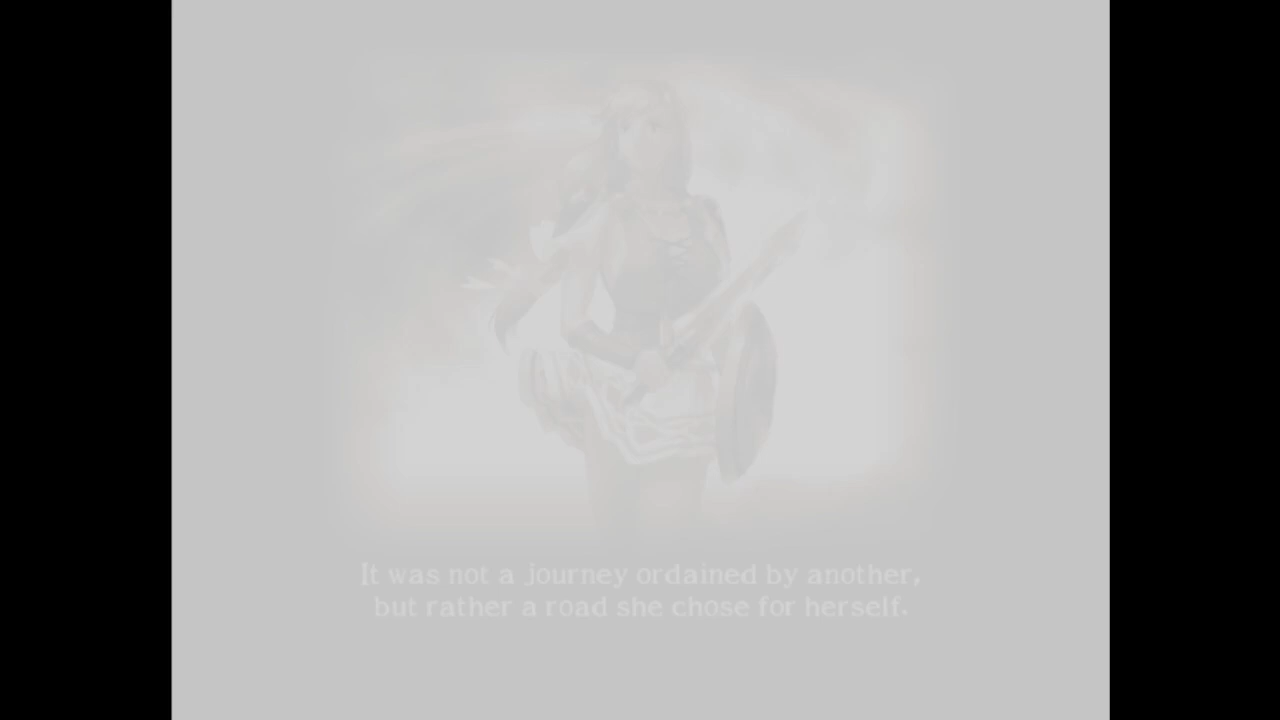 It was not a journey ordained by another,
but rather a road she chose for herself.